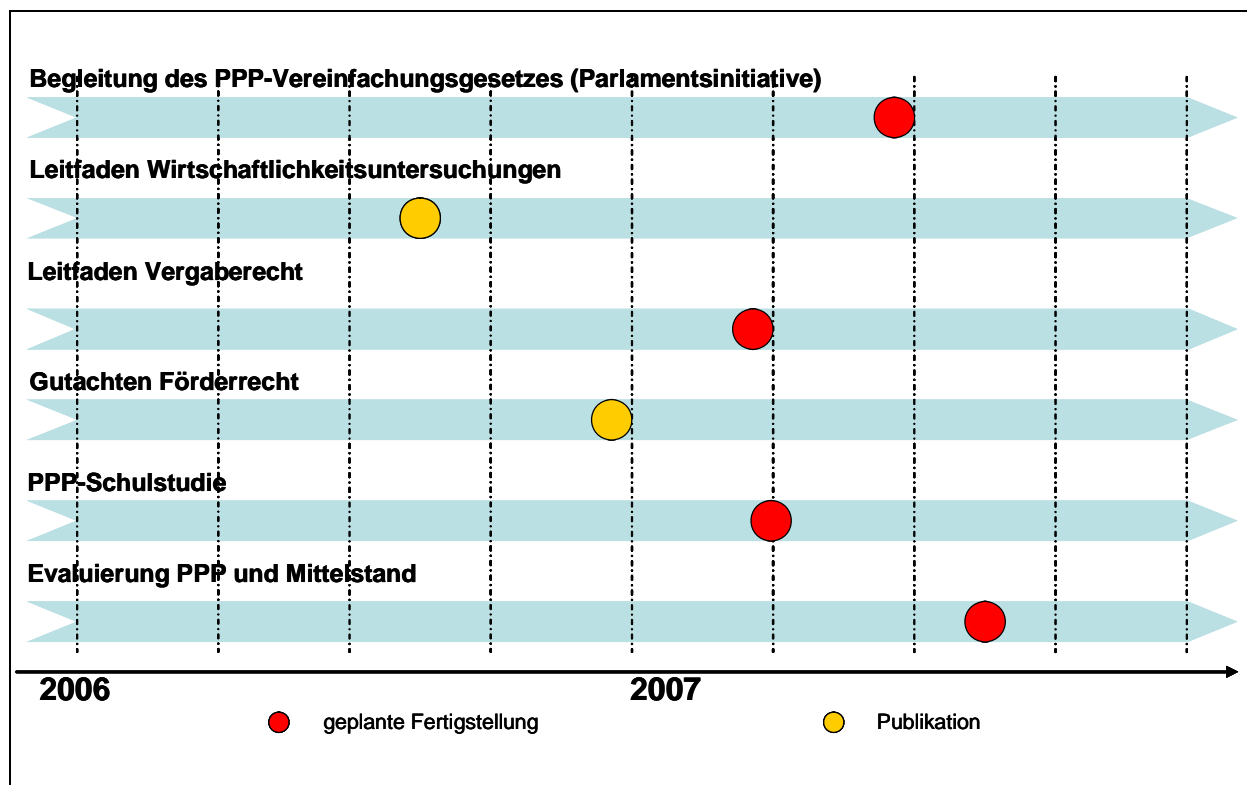 Begleitung des PPP-Vereinfachungsgesetzes (Parlamentsinitiative)
Leitfaden Wirtschaftlichkeitsuntersuchungen
Leitfaden Vergaberecht
Gutachten Förderrecht
PPP-Schulstudie
Evaluierung PPP und Mittelstand
2006 2007
geplante Fertigstellung Publikation